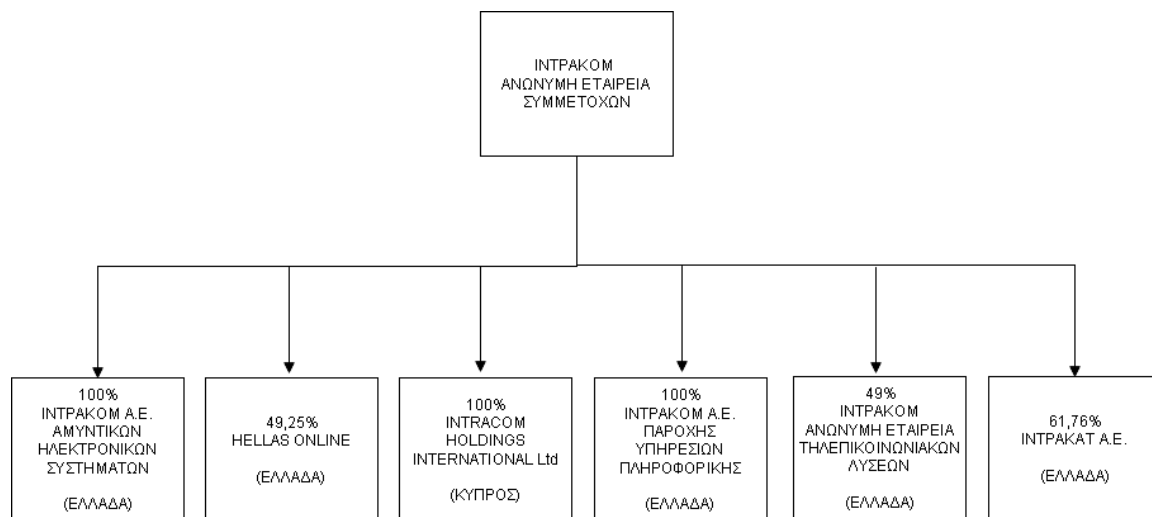 ΙΝΤΡΑΚΟΜ
ΑΝΩΝΥΜΗ ΕΤΑΙΡΕΙΑ
ΣΥΜΜΕΤΟΧΩΝ
100%
ΙΝΤΡΑΚΟΜ Α.Ε.
ΑΜΥΝΤΙΚΩΝ
ΗΛΕΚΤΡΟΝΙΚΩΝ
ΣΥΣΤΗΜΑΤΩΝ
(ΕΛΛΑΔΑ)
49,25%
HELLAS ONLINE
(ΕΛΛΑΔΑ)
100%
INTRACOM
HOLDINGS
INTERNATIONAL Ltd
(ΚΥΠΡΟΣ)
100%
ΙΝΤΡΑΚΟΜ Α.Ε.
ΠΑΡΟΧΗΣ
ΥΠΗΡΕΣΙΩΝ
ΠΛΗΡΟΦΟΡΙΚΗΣ
(ΕΛΛΑΔΑ)
49%
ΙΝΤΡΑΚΟΜ
ΑΝΩΝΥΜΗ ΕΤΑΙΡΕΙΑ
ΤΗΛΕΠΙΚΟΙΝΩΝΙΑΚΩΝ
ΛΥΣΕΩΝ
(ΕΛΛΑΔΑ)
61,76%
ΙΝΤΡΑΚΑΤ Α.Ε.
(ΕΛΛΑΔΑ)